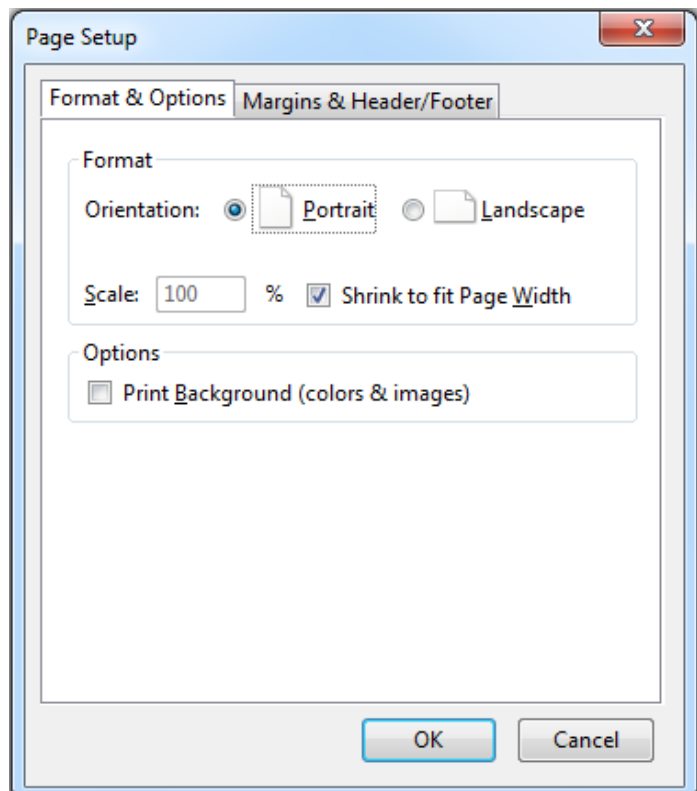 Page Setup
Format & Options Margins & Header/Footer
Format
Orientation: Portrait Landscape
Scale: 100 % Shrink to fit Page Width
Options
Print Background (colors & images)
OK Cancel